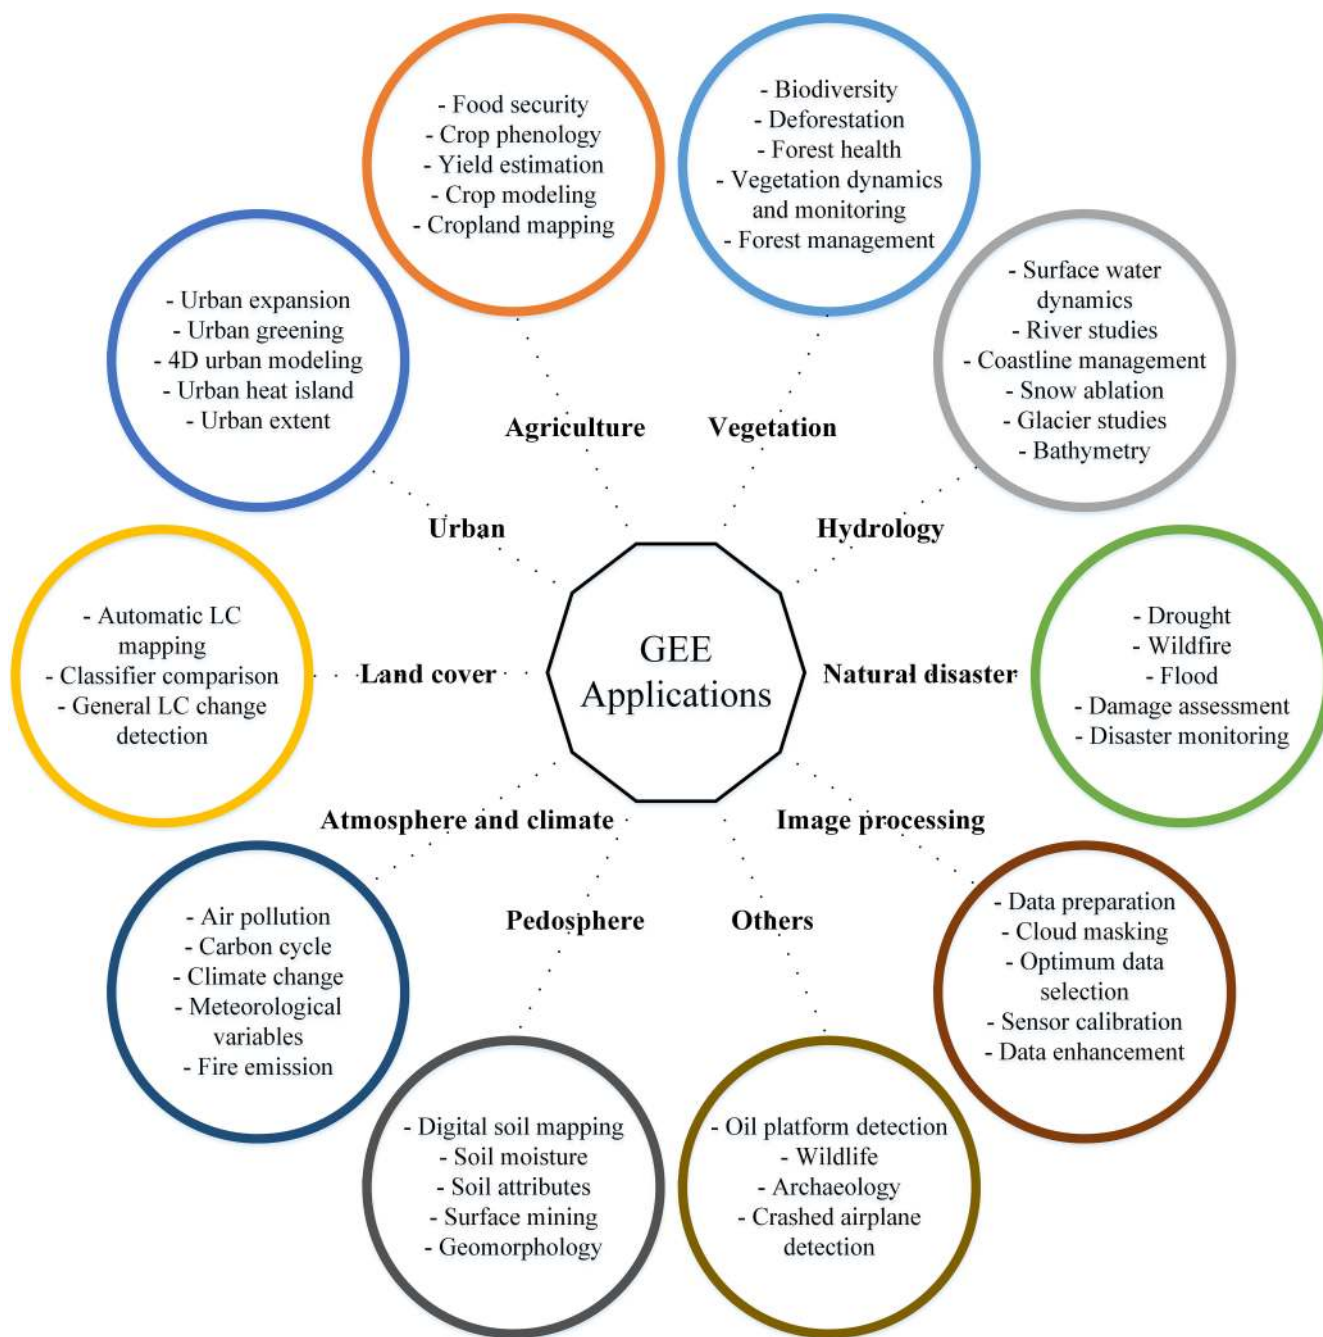 - Food security
- Crop phenology
- Yield estimation
- Crop modeling
- Cropland mapping
- Biodiversity
- Deforestation
- Forest health
- Vegetation dynamics
and monitoring
- Forest management
- Urban expansion
- Urban greening
- 4D urban modeling
- Urban heat island
- Urban extent
- Surface water
dynamics
- River studies
- Coastline management
- Snow ablation
- Glacier studies
- Bathymetry
Agriculture
Vegetation
Urban
Hydrology
- Automatic LC
mapping
- Classifier comparison
- General LC change
detection
Land cover
GEE
Applications
Natural disaster
- Drought
- Wildfire
- Flood
- Damage assessment
- Disaster monitoring
Atmosphere and climate
Image processing
Pedosphere
Others
- Air pollution
- Carbon cycle
- Climate change
- Meteorological
variables
- Fire emission
- Data preparation
- Cloud masking
- Optimum data
selection
- Sensor calibration
- Data enhancement
- Digital soil mapping
- Soil moisture
- Soil attributes
- Surface mining
- Geomorphology
- Oil platform detection
- Wildlife
- Archaeology
- Crashed airplane
detection